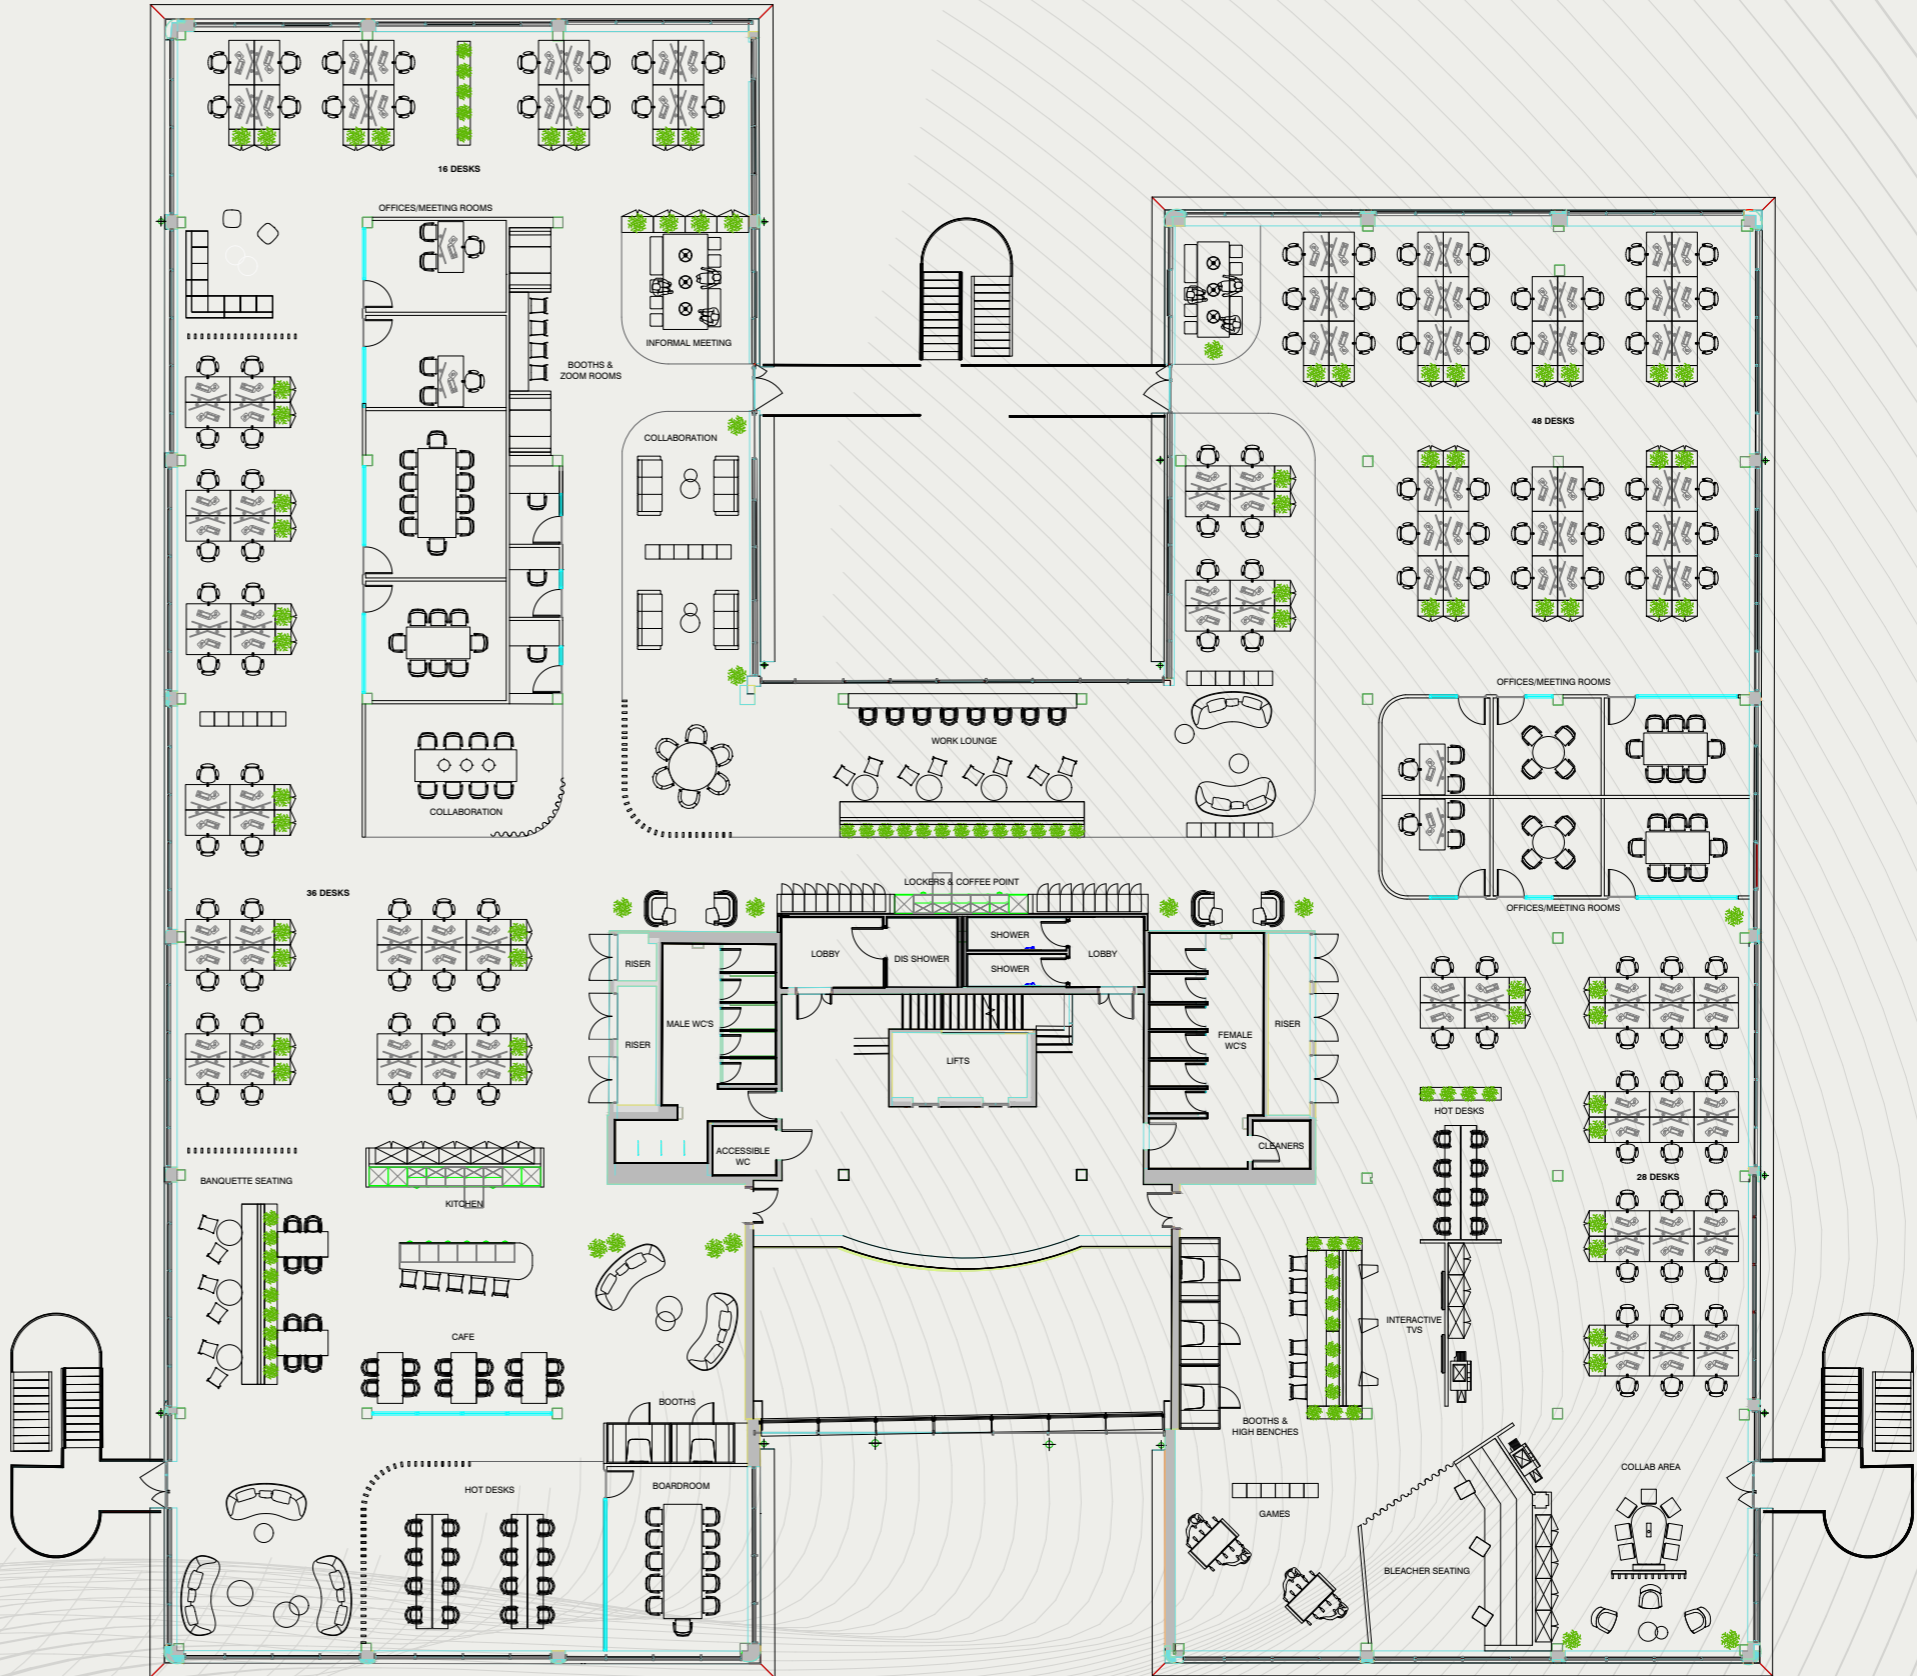 16 DESKS
OFFICES/MEETING ROOMS
INFORMAL MEETING
BOOTHS &
ZOOM ROOMS
COLLABORATION
48 DESKS
OFFICES/MEETING ROOMS
WORK LOUNGE
COLLABORATION
36 DESKS
LOCKERS & COFFEE POINT
OFFICES/MEETING ROOMS
LOBBY
DIS SHOWER
SHOWER
SHOWER
LOBBY
RISER
RISER
MALE WC'S
LIFTS
FEMALE
WC'S
RISER
HOT DESKS
ACCESSIBLE
WC
CLEANERS
28 DESKS
BANQUETTE SEATING
KITCHEN
CAFE
INTERACTIVE
TVS
BOOTHS
BOOTHS &
HIGH BENCHES
COLLAB AREA
HOT DESKS
BOARDROOM
GAMES
BLEACHER SEATING